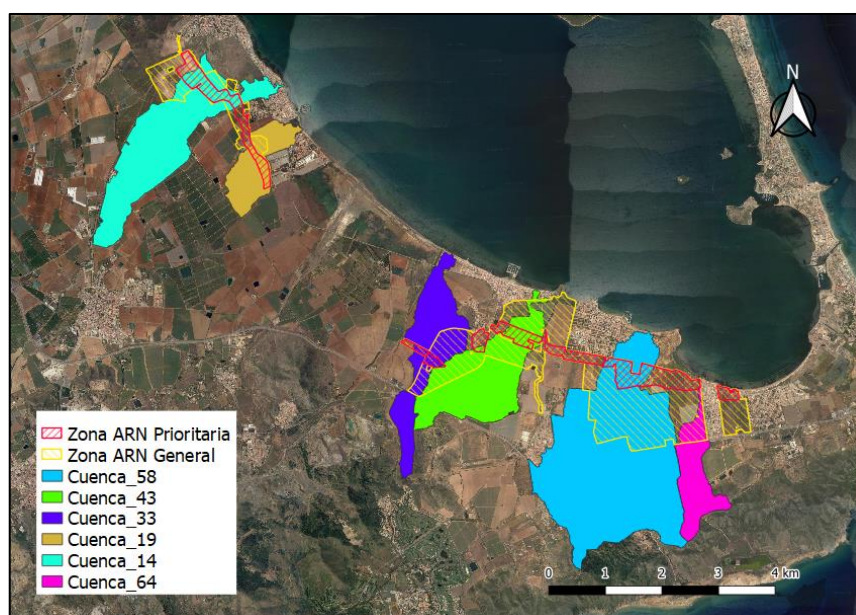 N
Zona ARN Prioritaria
Zona ARN General
Cuenca_58
Cuenca_43
Cuenca_33
Cuenca_19
Cuenca_14
Cuenca_64
0 1 2 3 4 km